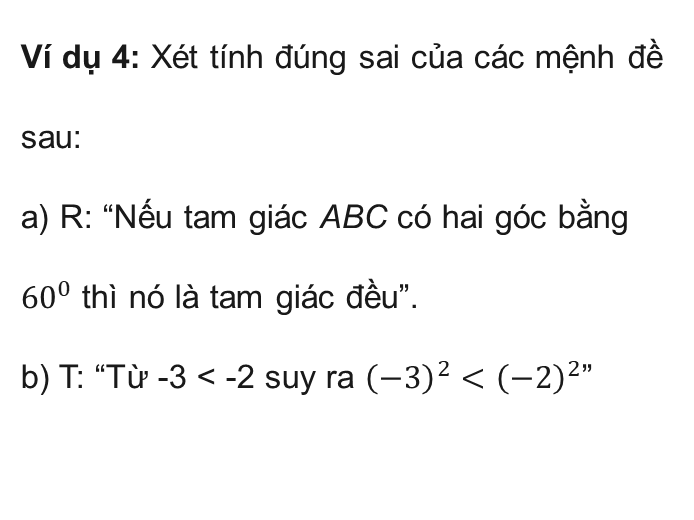 Ví dụ 4: Xét tính đúng sai của các mệnh đề
sau:
a) R: “Nếu tam giác ABC có hai góc bằng
60⁰ thì nó là tam giác đều”.
b) T: “Từ -3 < -2 suy ra (−3)² < (−2)²”